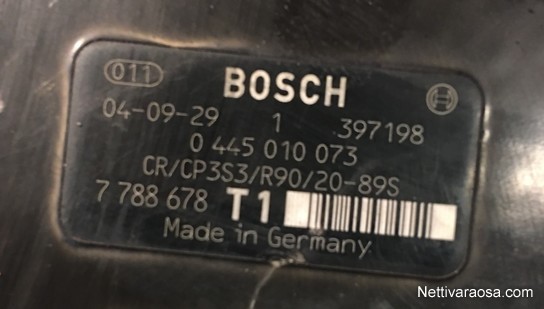 011 BOSCH
04-09-29 1 397198
0 445 010 073
CR/CP3S3/R90/20-89S
7 788 678 T1
Made in Germany
Nettivaraosa.com